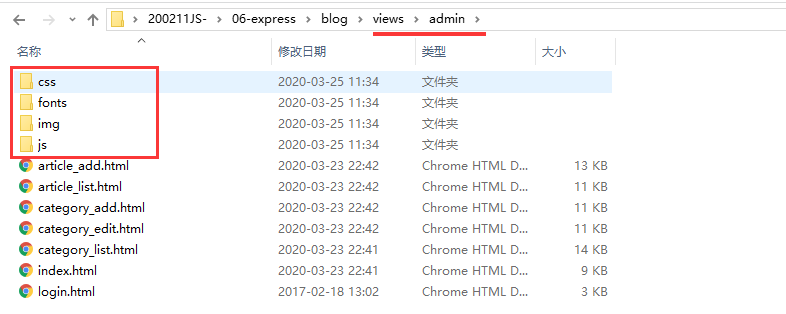 200211JS- › 06-express › blog › views › admin ›
名称 修改日期 类型 大小
css 2020-03-25 11:34 文件夹
fonts 2020-03-25 11:34 文件夹
img 2020-03-25 11:34 文件夹
js 2020-03-25 11:34 文件夹
article_add.html 2020-03-23 22:42 Chrome HTML D... 13 KB
article_list.html 2020-03-23 22:42 Chrome HTML D... 11 KB
category_add.html 2020-03-23 22:42 Chrome HTML D... 11 KB
category_edit.html 2020-03-23 22:42 Chrome HTML D... 11 KB
category_list.html 2020-03-23 22:41 Chrome HTML D... 14 KB
index.html 2020-03-23 22:41 Chrome HTML D... 9 KB
login.html 2017-02-18 13:02 Chrome HTML D... 3 KB